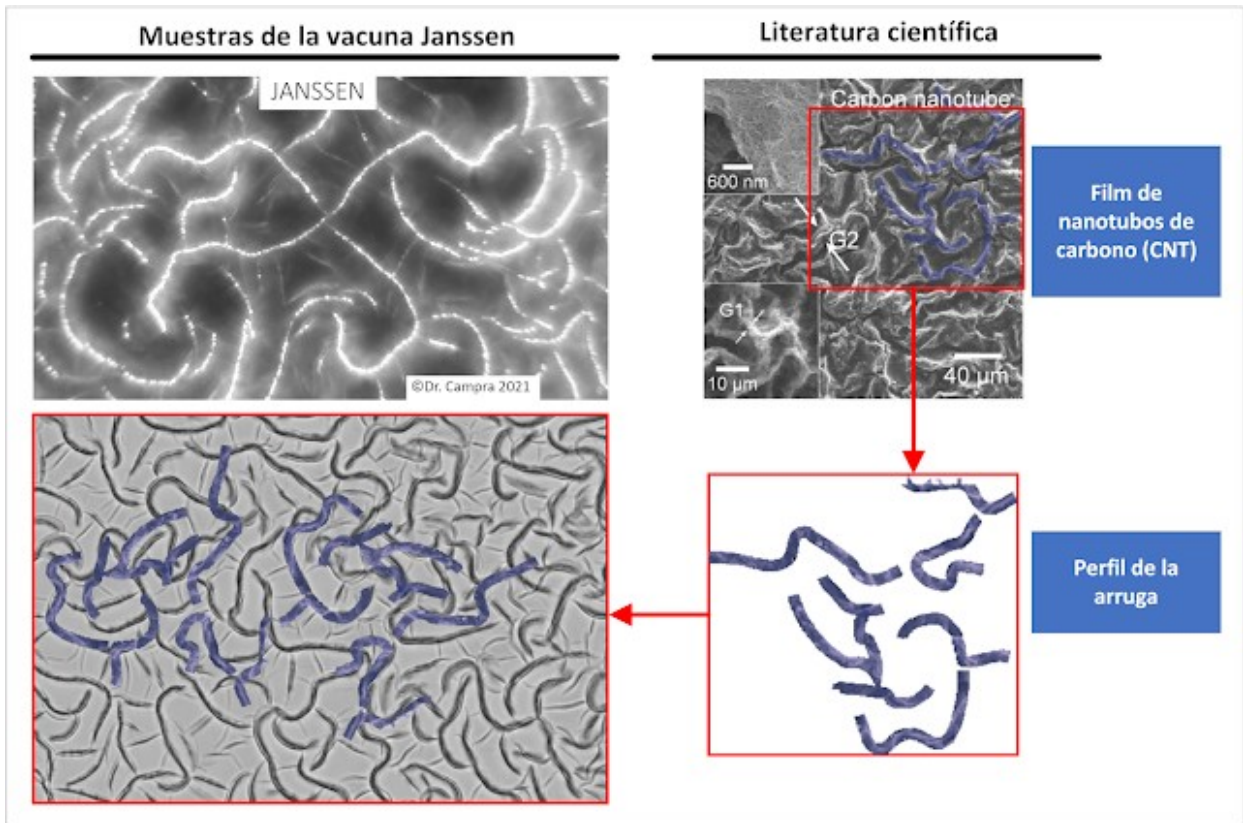 Muestras de la vacuna Janssen
Literatura científica
JANSSEN
©Dr. Campra 2021
Carbon nanotube
600 nm
G2
G1
10 µm
40 µm
Film de
nanotubos de
carbono (CNT)
Perfil de la
arruga